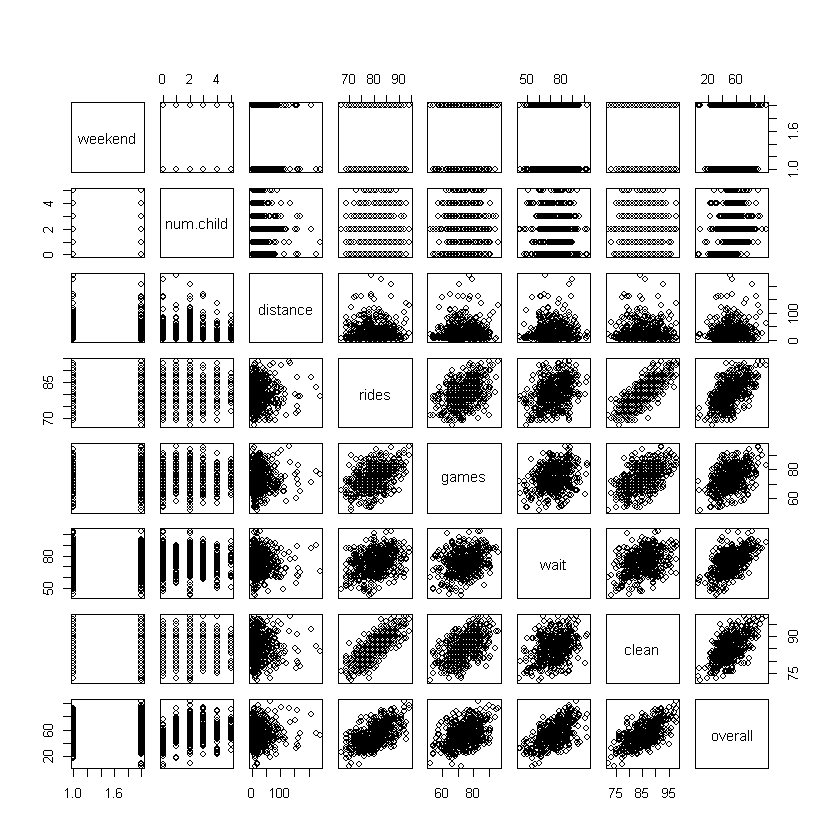 0 2 4 70 80 90 50 80 20 60
weekend
1.0 1.6
num.child
0 2 4
distance
0 100
rides
70 85
games
60 80
wait
50 80
clean
75 90
overall
20 60
1.0 1.6 0 100 60 80 75 85 95